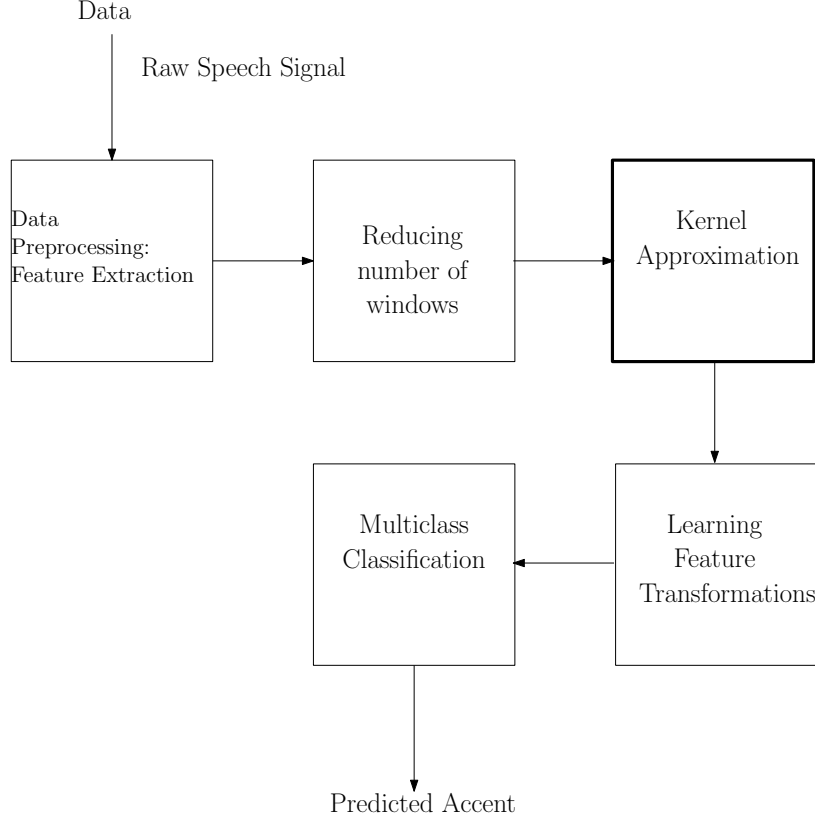 Data
Raw Speech Signal
Data
Preprocessing:
Feature Extraction
Reducing
number of
windows
Kernel
Approximation
Learning
Feature
Transformations
Multiclass
Classification
Predicted Accent